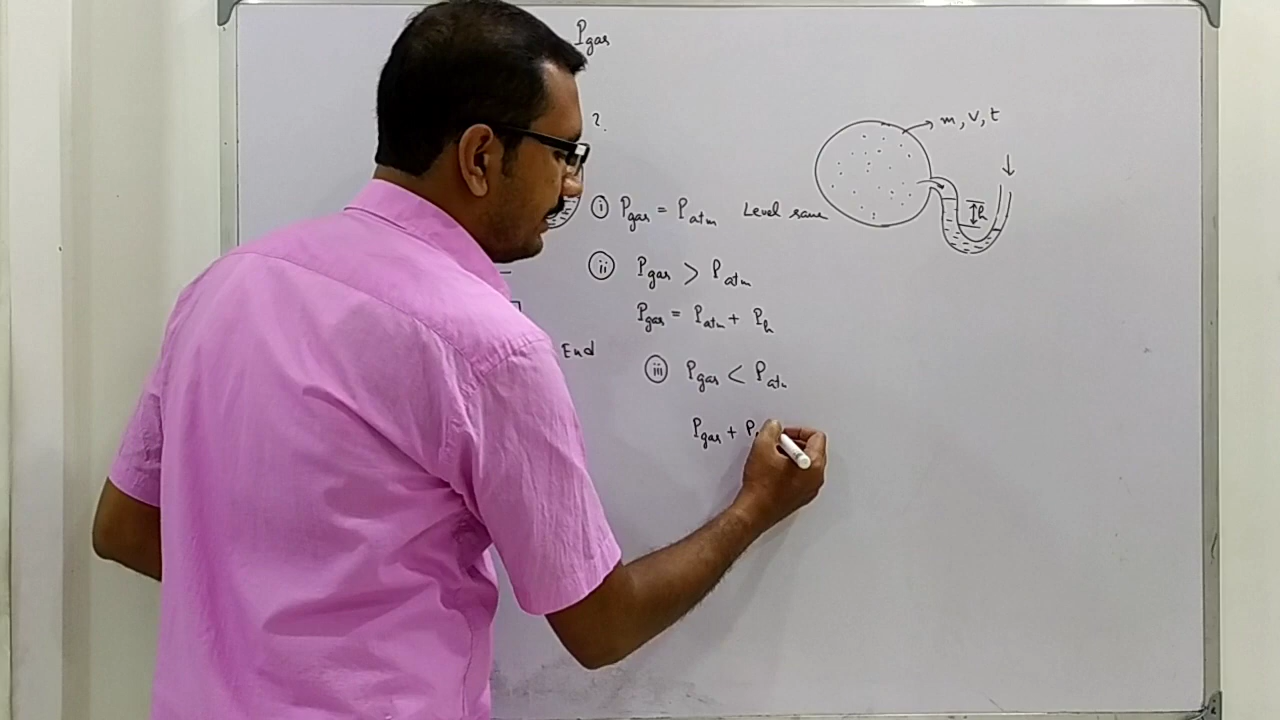 Pgas
?
m, v, t
h
(i) Pgas = Patm Level same
(ii) Pgas > Patm
Pgas = Patm + Ph
End
(iii) Pgas < Patm
Pgas + P